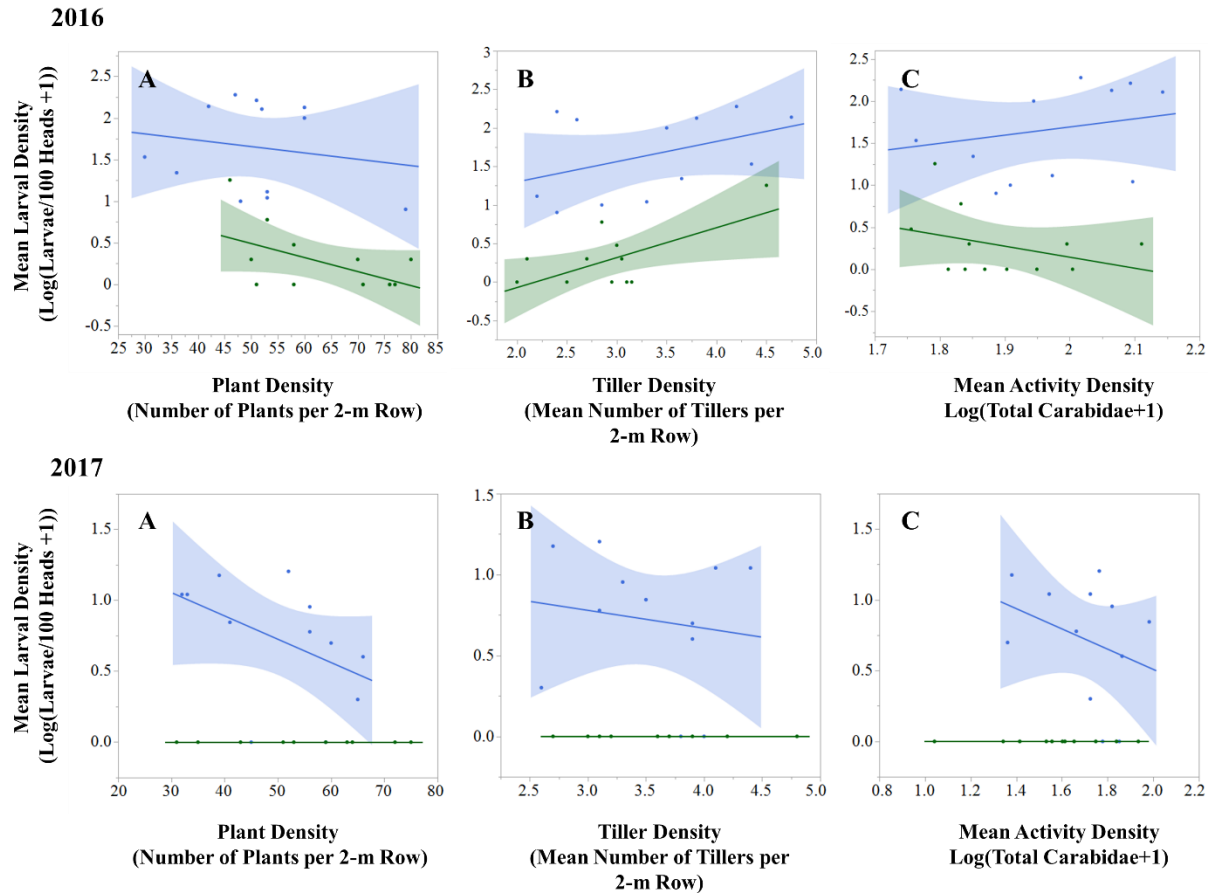 2016
Mean Larval Density
(Log(Larvae/100 Heads +1))
A
2.5
2.0
1.5
1.0
0.5
0
-0.5
25 30 35 40 45 50 55 60 65 70 75 80 85
Plant Density
(Number of Plants per 2-m Row)
B
3
2.5
2
1.5
1
0.5
0
-0.5
2.0 2.5 3.0 3.5 4.0 4.5 5.0
Tiller Density
(Mean Number of Tillers per
2-m Row)
C
2.5
2.0
1.5
1.0
0.5
0
-0.5
1.7 1.8 1.9 2 2.1 2.2
Mean Activity Density
Log(Total Carabidae+1)
2017
Mean Larval Density
(Log(Larvae/100 Heads +1))
A
1.5
1.0
0.5
0.0
20 30 40 50 60 70 80
Plant Density
(Number of Plants per 2-m Row)
B
1.5
1.0
0.5
0.0
2.5 3.0 3.5 4.0 4.5 5.0
Tiller Density
(Mean Number of Tillers per
2-m Row)
C
1.5
1.0
0.5
0.0
0.8 1.0 1.2 1.4 1.6 1.8 2.0 2.2
Mean Activity Density
Log(Total Carabidae+1)